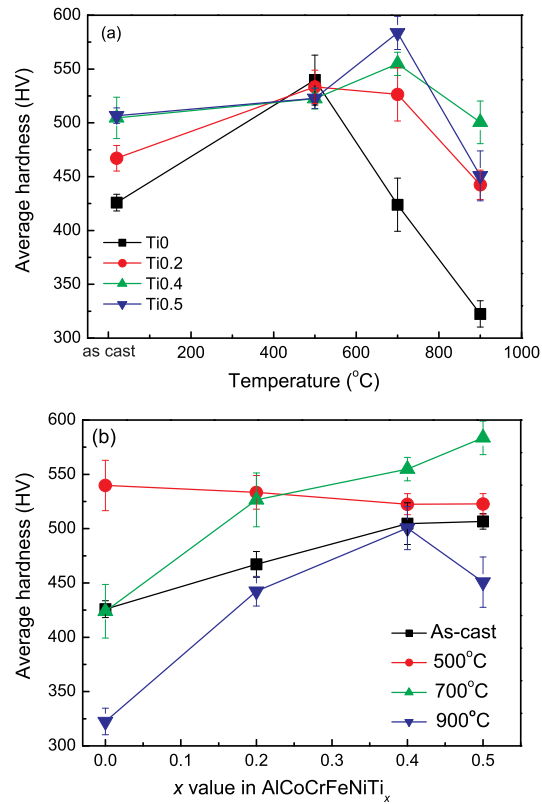 (a)
600
550
500
450
400
350
300
Average hardness (HV)
Ti0
Ti0.2
Ti0.4
Ti0.5
as cast
200
400
600
800
1000
Temperature (°C)
(b)
600
550
500
450
425
350
300
Average hardness (HV)
As-cast
500°C
700°C
900°C
0.0
0.1
0.2
0.3
0.4
0.5
x value in AlCoCrFeNiTiₓ